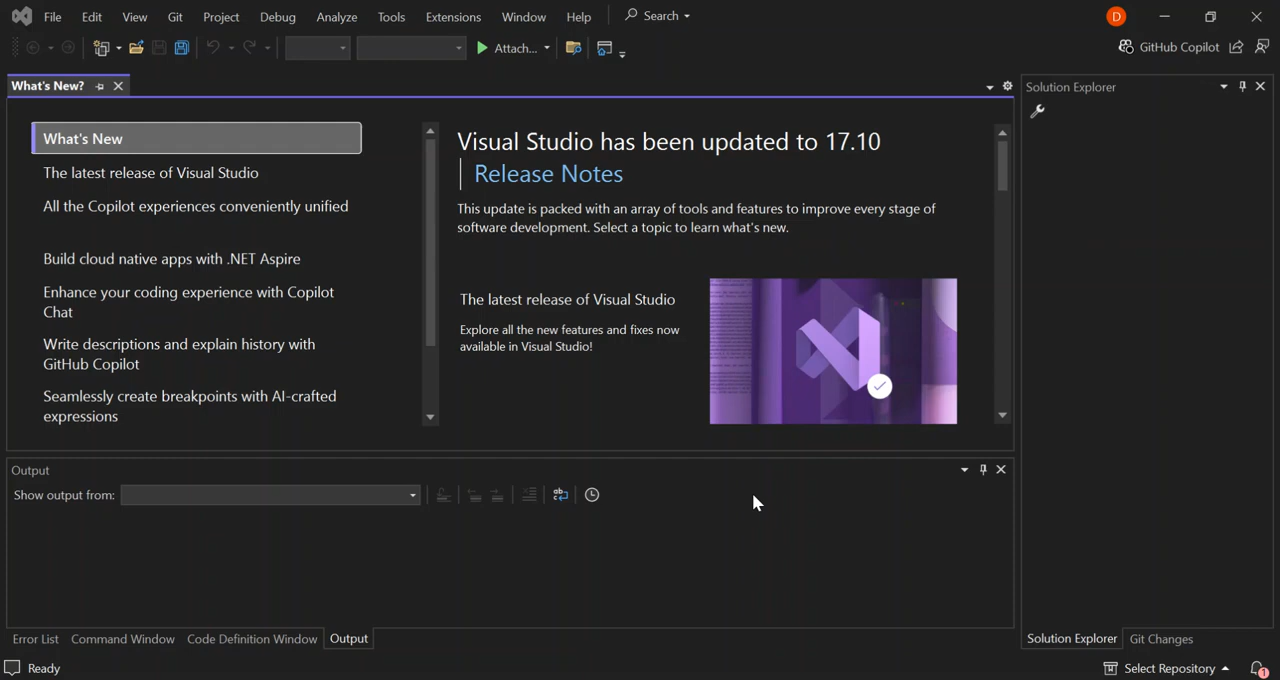 File Edit View Git Project Debug Analyze Tools Extensions Window Help Search D
Attach... GitHub Copilot
What's New?
Solution Explorer
What's New
The latest release of Visual Studio
All the Copilot experiences conveniently unified
Build cloud native apps with .NET Aspire
Enhance your coding experience with Copilot
Chat
Write descriptions and explain history with
GitHub Copilot
Seamlessly create breakpoints with AI-crafted
expressions
Visual Studio has been updated to 17.10
Release Notes
This update is packed with an array of tools and features to improve every stage of
software development. Select a topic to learn what's new.
The latest release of Visual Studio
Explore all the new features and fixes now
available in Visual Studio!
Output
Show output from:
Error List Command Window Code Definition Window Output
Solution Explorer Git Changes
Ready
Select Repository 1